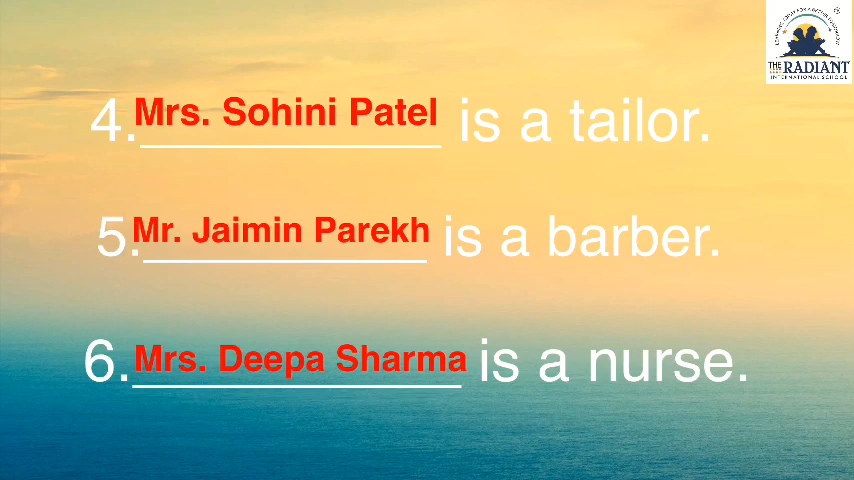 THE RADIANT
INTERNATIONAL SCHOOL
4. Mrs. Sohini Patel is a tailor.
5. Mr. Jaimin Parekh is a barber.
6. Mrs. Deepa Sharma is a nurse.